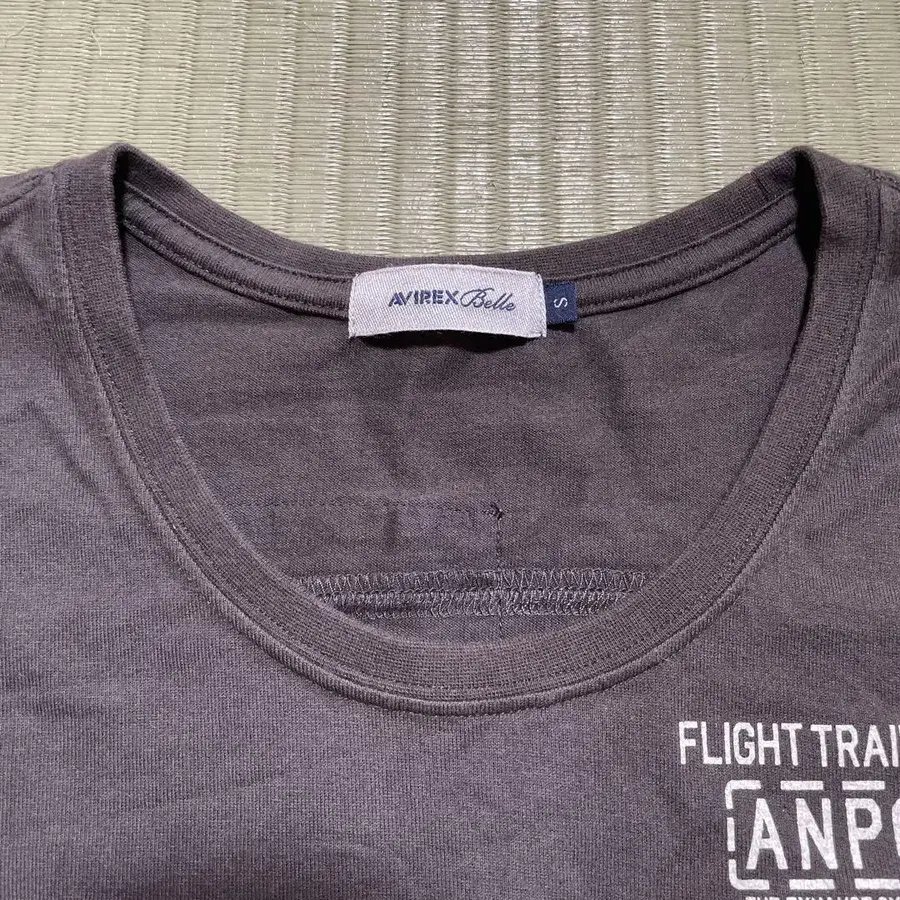 AVIREX Belle
S
FLIGHT TRAI
ANP